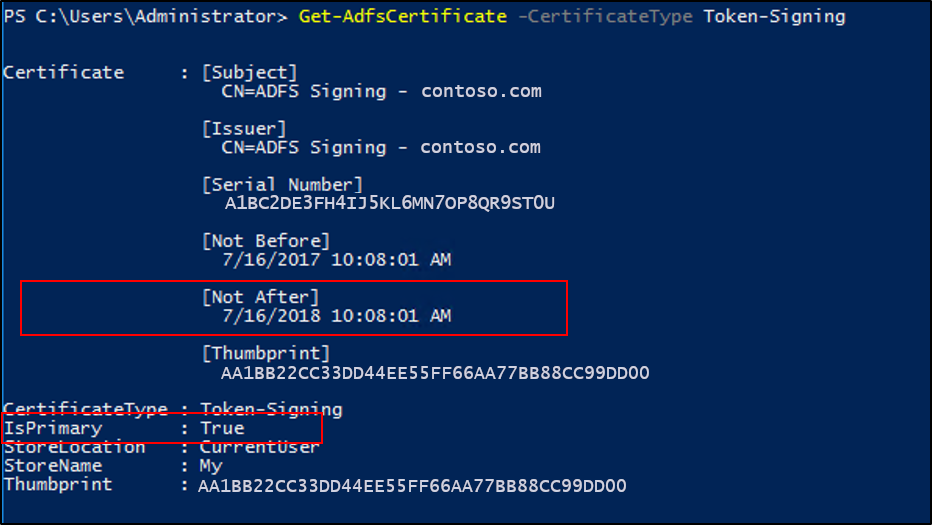 PS C:\Users\Administrator> Get-AdfsCertificate -CertificateType Token-Signing
Certificate : [Subject]
CN=ADFS Signing - contoso.com
[Issuer]
CN=ADFS Signing - contoso.com
[Serial Number]
A1BC2DE3FH4IJ5KL6MN7OP8QR9ST0U
[Not Before]
7/16/2017 10:08:01 AM
[Not After]
7/16/2018 10:08:01 AM
[Thumbprint]
AA1BB22CC33DD44EE55FF66AA77BB88CC99DD00
CertificateType : Token-Signing
IsPrimary : True
StoreLocation : CurrentUser
StoreName : My
Thumbprint : AA1BB22CC33DD44EE55FF66AA77BB88CC99DD00